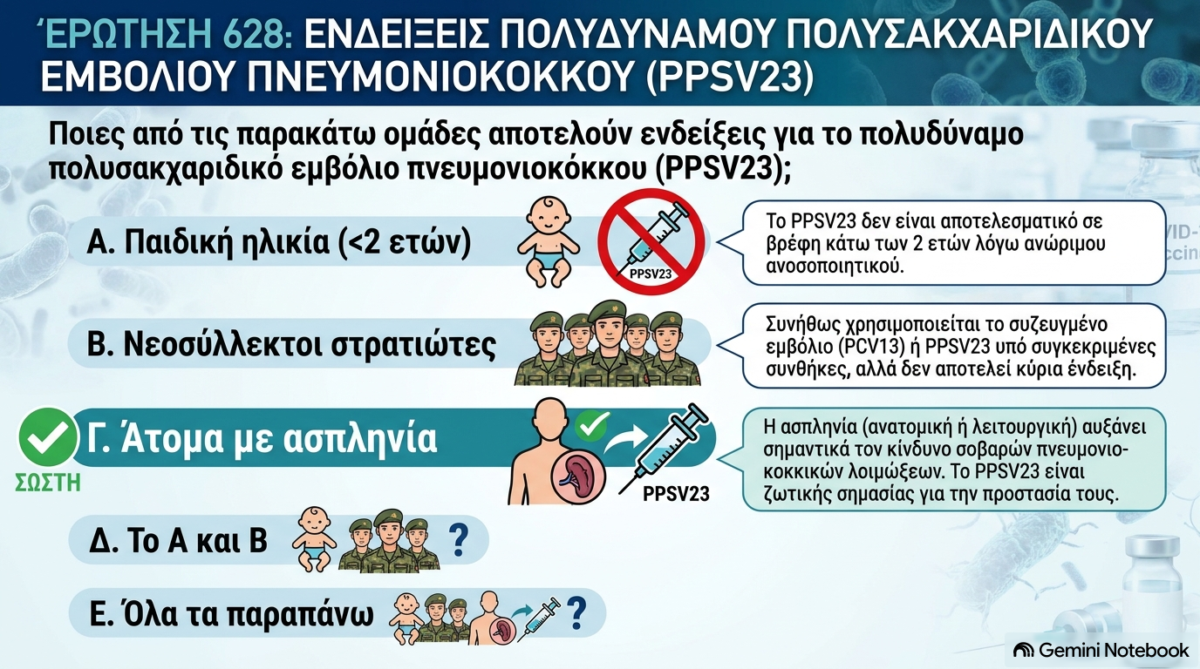 ΈΡΩΤΗΣΗ 628: ΕΝΔΕΙΞΕΙΣ ΠΟΛΥΔΥΝΑΜΟΥ ΠΟΛΥΣΑΚΧΑΡΙΔΙΚΟΥ
ΕΜΒΟΛΙΟΥ ΠΝΕΥΜΟΝΙΟΚΟΚΚΟΥ (PPSV23)
Ποιες από τις παρακάτω ομάδες αποτελούν ενδείξεις για το πολυδύναμο
πολυσακχαριδικό εμβόλιο πνευμονιοκόκκου (PPSV23);
Α. Παιδική ηλικία (<2 ετών)
PPSV23
Το PPSV23 δεν είναι αποτελεσματικό σε
βρέφη κάτω των 2 ετών λόγω ανώριμου
ανοσοποιητικού.
Β. Νεοσύλλεκτοι στρατιώτες
Συνήθως χρησιμοποιείται το συζευγμένο
εμβόλιο (PCV13) ή PPSV23 υπό συγκεκριμένες
συνθήκες, αλλά δεν αποτελεί κύρια ένδειξη.
ΣΩΣΤΗ
Γ. Άτομα με ασπληνία
PPSV23
Η ασπληνία (ανατομική ή λειτουργική) αυξάνει
σημαντικά τον κίνδυνο σοβαρών πνευμονιο-
κοκκικών λοιμώξεων. Το PPSV23 είναι
ζωτικής σημασίας για την προστασία τους.
Δ. Το Α και Β
?
Ε. Όλα τα παραπάνω
?
Gemini Notebook